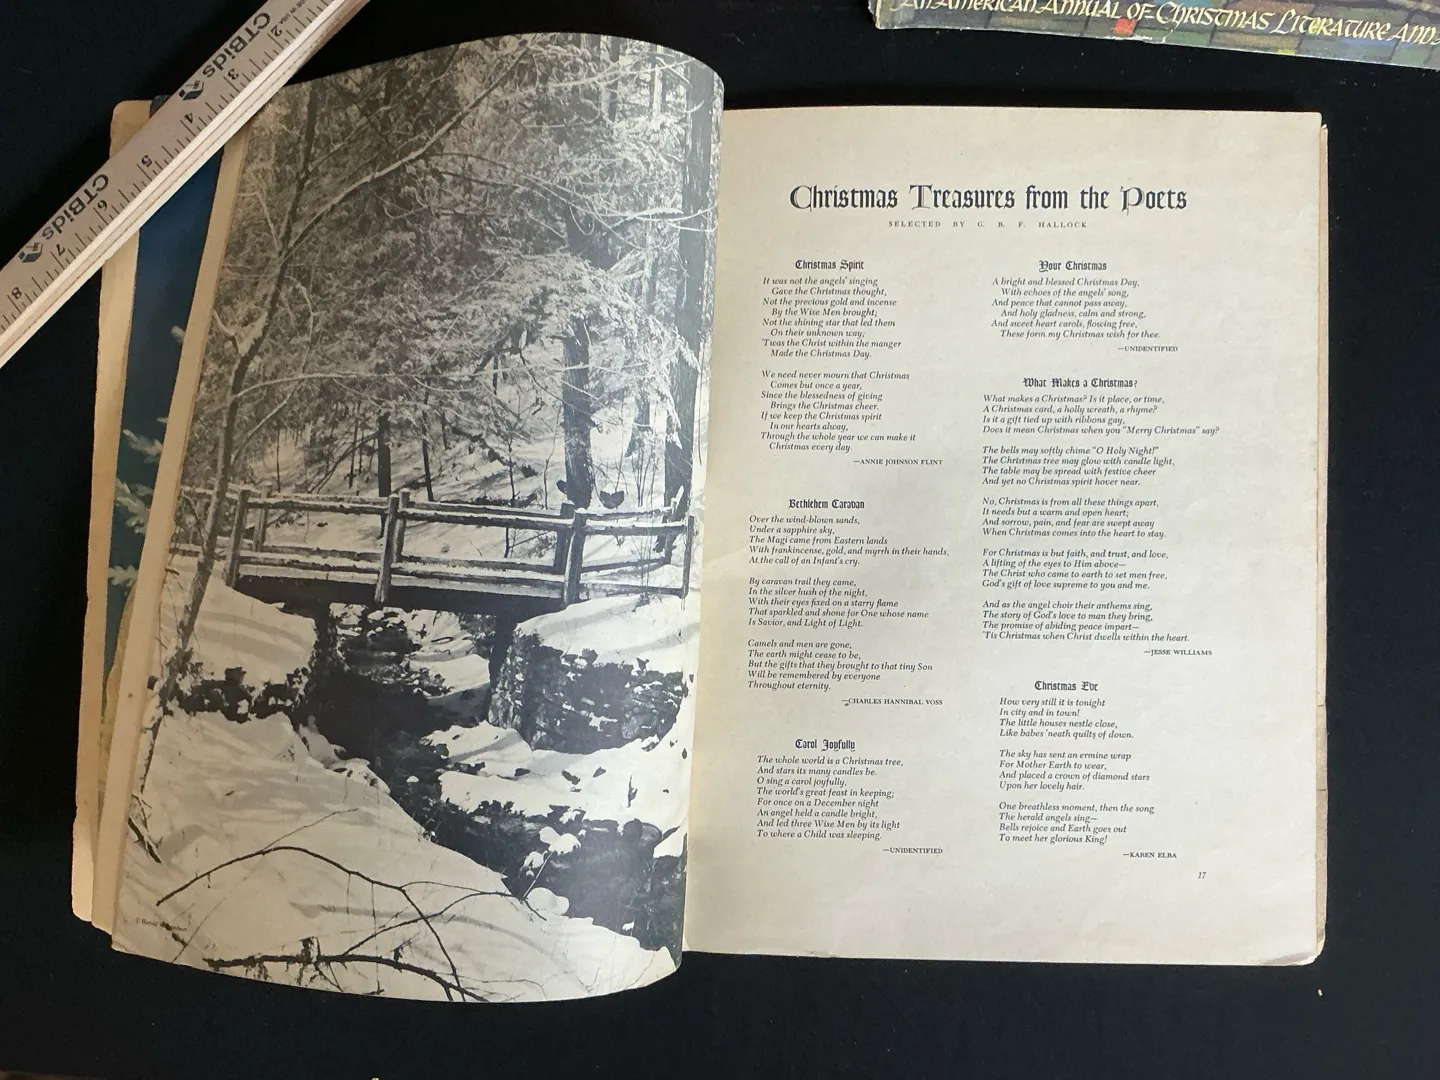 An American Annual of Christmas Literature and
MADE IN USA
CTBids
2
3
4
5
CTBids
6
7
8
Christmas Treasures from the Poets
SELECTED BY G. B. F. HALLOCK
Christmas Spirit
It was not the angels' singing
Gave the Christmas thought,
Not the precious gold and incense
By the Wise Men brought;
Not the shining star that led them
On their unknown way;
'Twas the Christ within the manger
Made the Christmas Day.
We need never mourn that Christmas
Comes but once a year,
Since the blessedness of giving
Brings the Christmas cheer.
If we keep the Christmas spirit
In our hearts alway,
Through the whole year we can make it
Christmas every day.
—ANNIE JOHNSON FLINT
Bethlehem Caravan
Over the wind-blown sands,
Under a sapphire sky,
The Magi came from Eastern lands
With frankincense, gold, and myrrh in their hands,
At the call of an Infant's cry.
By caravan trail they came,
In the silver hush of the night,
With their eyes fixed on a starry flame
That sparkled and shone for One whose name
Is Savior, and Light of Light.
Camels and men are gone,
The earth might cease to be,
But the gifts that they brought to that tiny Son
Will be remembered by everyone
Throughout eternity.
—CHARLES HANNIBAL VOSS
Carol Joyfully
The whole world is a Christmas tree,
And stars its many candles be.
O sing a carol joyfully,
The world's great feast in keeping;
For once on a December night
An angel held a candle bright,
And led three Wise Men by its light
To where a Child was sleeping.
—UNIDENTIFIED
Your Christmas
A bright and blessed Christmas Day,
With echoes of the angels' song,
And peace that cannot pass away,
And holy gladness, calm and strong,
And sweet heart carols, flowing free,
These form my Christmas wish for thee.
—UNIDENTIFIED
What Makes a Christmas?
What makes a Christmas? Is it place, or time,
A Christmas card, a holly wreath, a rhyme?
Is it a gift tied up with ribbons gay,
Does it mean Christmas when you "Merry Christmas" say?
The bells may softly chime "O Holy Night!"
The Christmas tree may glow with candle light,
The table may be spread with festive cheer
And yet no Christmas spirit hover near.
No, Christmas is from all these things apart,
It needs but a warm and open heart;
And sorrow, pain, and fear are swept away
When Christmas comes into the heart to stay.
For Christmas is but faith, and trust, and love,
A lifting of the eyes to Him above—
The Christ who came to earth to set men free,
God's gift of love supreme to you and me.
And as the angel choir their anthems sing,
The story of God's love to man they bring,
The promise of abiding peace impart—
'Tis Christmas when Christ dwells within the heart.
—JESSE WILLIAMS
Christmas Eve
How very still it is tonight
In city and in town!
The little houses nestle close,
Like babes 'neath quilts of down.
The sky has sent an ermine wrap
For Mother Earth to wear,
And placed a crown of diamond stars
Upon her lovely hair.
One breathless moment, then the song
The herald angels sing—
Bells rejoice and Earth goes out
To meet her glorious King!
—KAREN ELBA
17